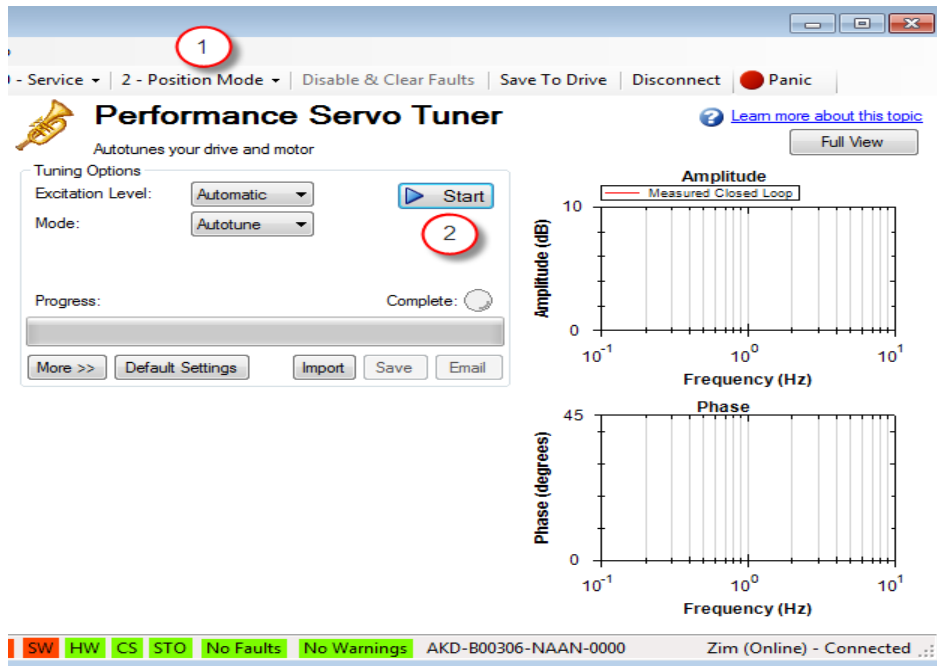 1
- Service 2 - Position Mode Disable & Clear Faults Save To Drive Disconnect Panic
Performance Servo Tuner
Learn more about this topic
Autotunes your drive and motor
Full View
Tuning Options
Excitation Level: Automatic Start
Mode: Autotune
2
Progress: Complete:
More >> Default Settings Import Save Email
Amplitude
Measured Closed Loop
10
Amplitude (dB)
0
10-1 100 101
Frequency (Hz)
Phase
45
Phase (degrees)
0
10-1 100 101
Frequency (Hz)
SW HW CS STO No Faults No Warnings AKD-B00306-NAAN-0000 Zim (Online) - Connected